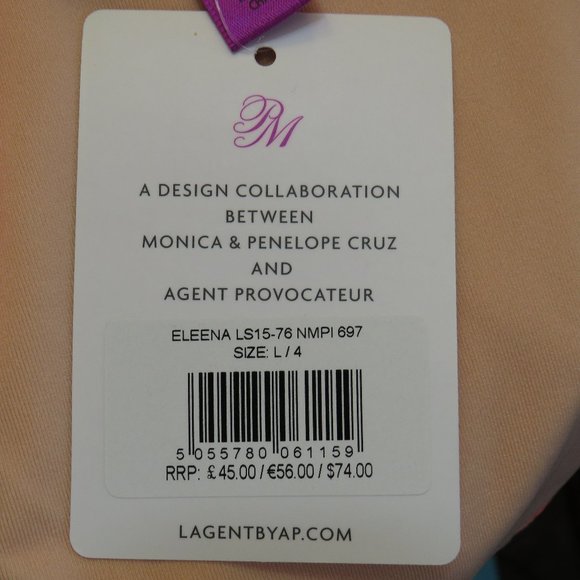 PM
A DESIGN COLLABORATION
BETWEEN
MONICA & PENELOPE CRUZ
AND
AGENT PROVOCATEUR
ELEENA LS15-76 NMPI 697
SIZE: L / 4
5 055780 061159
RRP: £ 45.00 / €56.00 / $74.00
LAGENTBYAP.COM